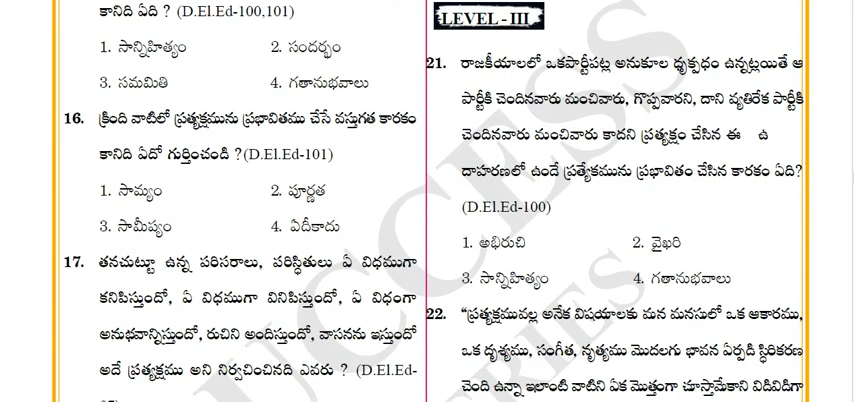 కానిది ఏది ? (D.El.Ed-100,101)
1. సాన్నిహిత్యం 2. సందర్భం
3. సమమితి 4. గతానుభవాలు
16. క్రింది వాటిలో ప్రత్యక్షమును ప్రభావితము చేసే వస్తుగత కారకం
కానిది ఏదో గుర్తించండి ? (D.El.Ed-101)
1. సామ్యం 2. పూర్ణత
3. సామీప్యం 4. ఏదీకాదు
17. తనచుట్టూ ఉన్న పరిసరాలు, పరిస్థితులు ఏ విధముగా
కనిపిస్తుందో, ఏ విధముగా వినిపిస్తుందో, ఏ విధంగా
అనుభవాన్నిస్తుందో, రుచిని అందిస్తుందో, వాసనను ఇస్తుందో
అదే ప్రత్యక్షము అని నిర్వచించినది ఎవరు ? (D.El.Ed-
LEVEL - III
21. రాజకీయాలలో ఒకపార్టీపట్ల అనుకూల ధృక్పధం ఉన్నట్లయితే ఆ
పార్టీకి చెందినవారు మంచివారు, గొప్పవారని, దాని వ్యతిరేక పార్టీకి
చెందినవారు మంచివారు కాదని ప్రత్యక్షం చేసిన ఈ ఉ
దాహరణలో ఉండే ప్రత్యేకమును ప్రభావితం చేసిన కారకం ఏది?
(D.El.Ed-100)
1. అభిరుచి 2. వైఖరి
3. సాన్నిహిత్యం 4. గతానుభవాలు
22. “ప్రత్యక్షమువల్ల అనేక విషయాలకు మన మనసులో ఒక ఆకారము,
ఒక దృశ్యము, సంగీత, నృత్యము మొదలగు భావన ఏర్పడి స్థిరీకరణ
చెంది ఉన్నా ఇలాంటి వాటిని ఏక మొత్తంగా చూస్తామేకాని విడివిడిగా
SUCCESS
SERIES